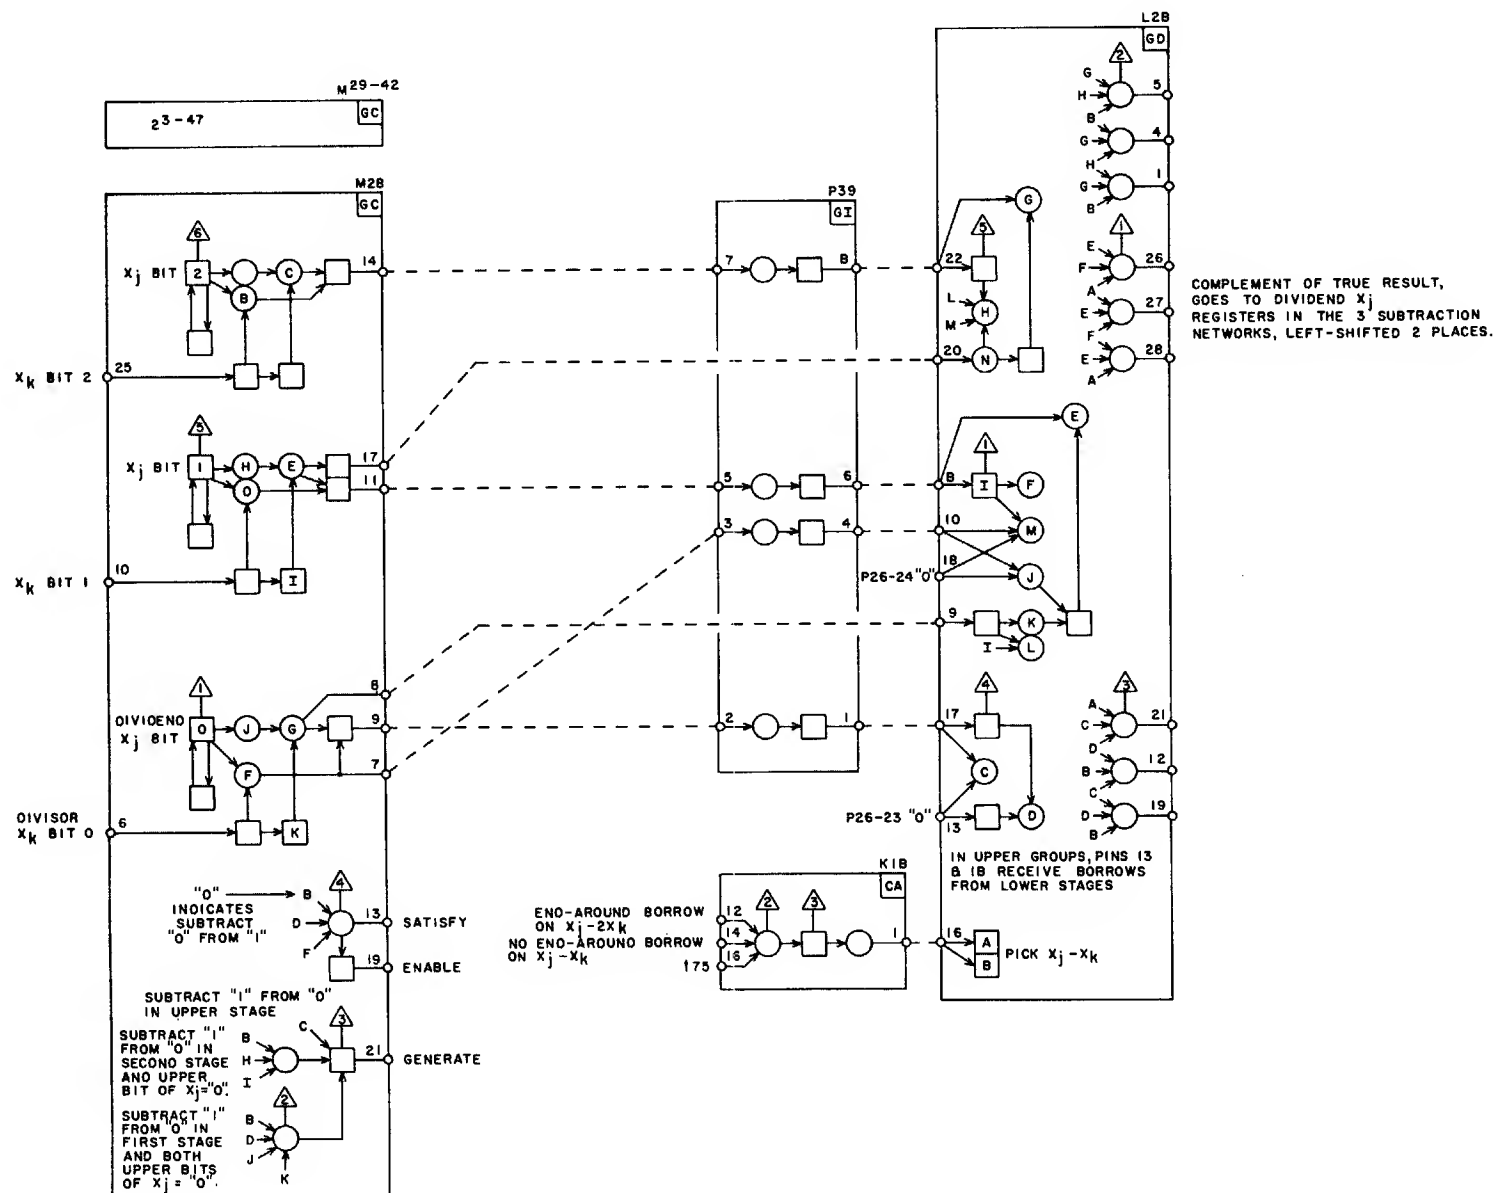 L2B
GD
M29-42
GC
2^3-47
2
G
H
B
5
G
H
4
H
G
B
1
M2B
GC
P39
GI
6
Xj BIT
2
C
B
14
7
B
22
5
G
L
M
H
20
N
1
E
F
A
26
E
F
27
E
A
28
COMPLEMENT OF TRUE RESULT,
GOES TO DIVIDEND Xj
REGISTERS IN THE 3 SUBTRACTION
NETWORKS, LEFT-SHIFTED 2 PLACES.
Xk BIT 2
25
5
Xj BIT
1
H
E
O
17
11
5
6
3
4
E
1
B
I
F
10
M
18
P26-24 "0"
J
Xk BIT 1
10
I
9
K
I
L
1
DIVIDEND
Xj BIT
0
J
G
F
8
9
7
2
1
4
17
C
P26-23 "0"
13
D
3
A
C
D
21
D
B
C
12
D
B
19
DIVISOR
Xk BIT 0
6
K
IN UPPER GROUPS, PINS 13
& 1B RECEIVE BORROWS
FROM LOWER STAGES
"0"
INDICATES
SUBTRACT
"0" FROM "1"
B
D
F
4
13
SATISFY
19
ENABLE
K1B
CA
ENO-AROUND BORROW
ON Xj-2Xk
12
NO ENO-AROUND BORROW
ON Xj-Xk
14
t75
16
2
3
1
16
A
B
PICK Xj-Xk
SUBTRACT "1" FROM "0"
IN UPPER STAGE
C
3
SUBTRACT "1"
FROM "0" IN
SECOND STAGE
AND UPPER
BIT OF Xj="0".
B
H
I
21
GENERATE
SUBTRACT "1"
FROM "0" IN
FIRST STAGE
AND BOTH
UPPER BITS
OF Xj = "0".
2
B
D
J
K